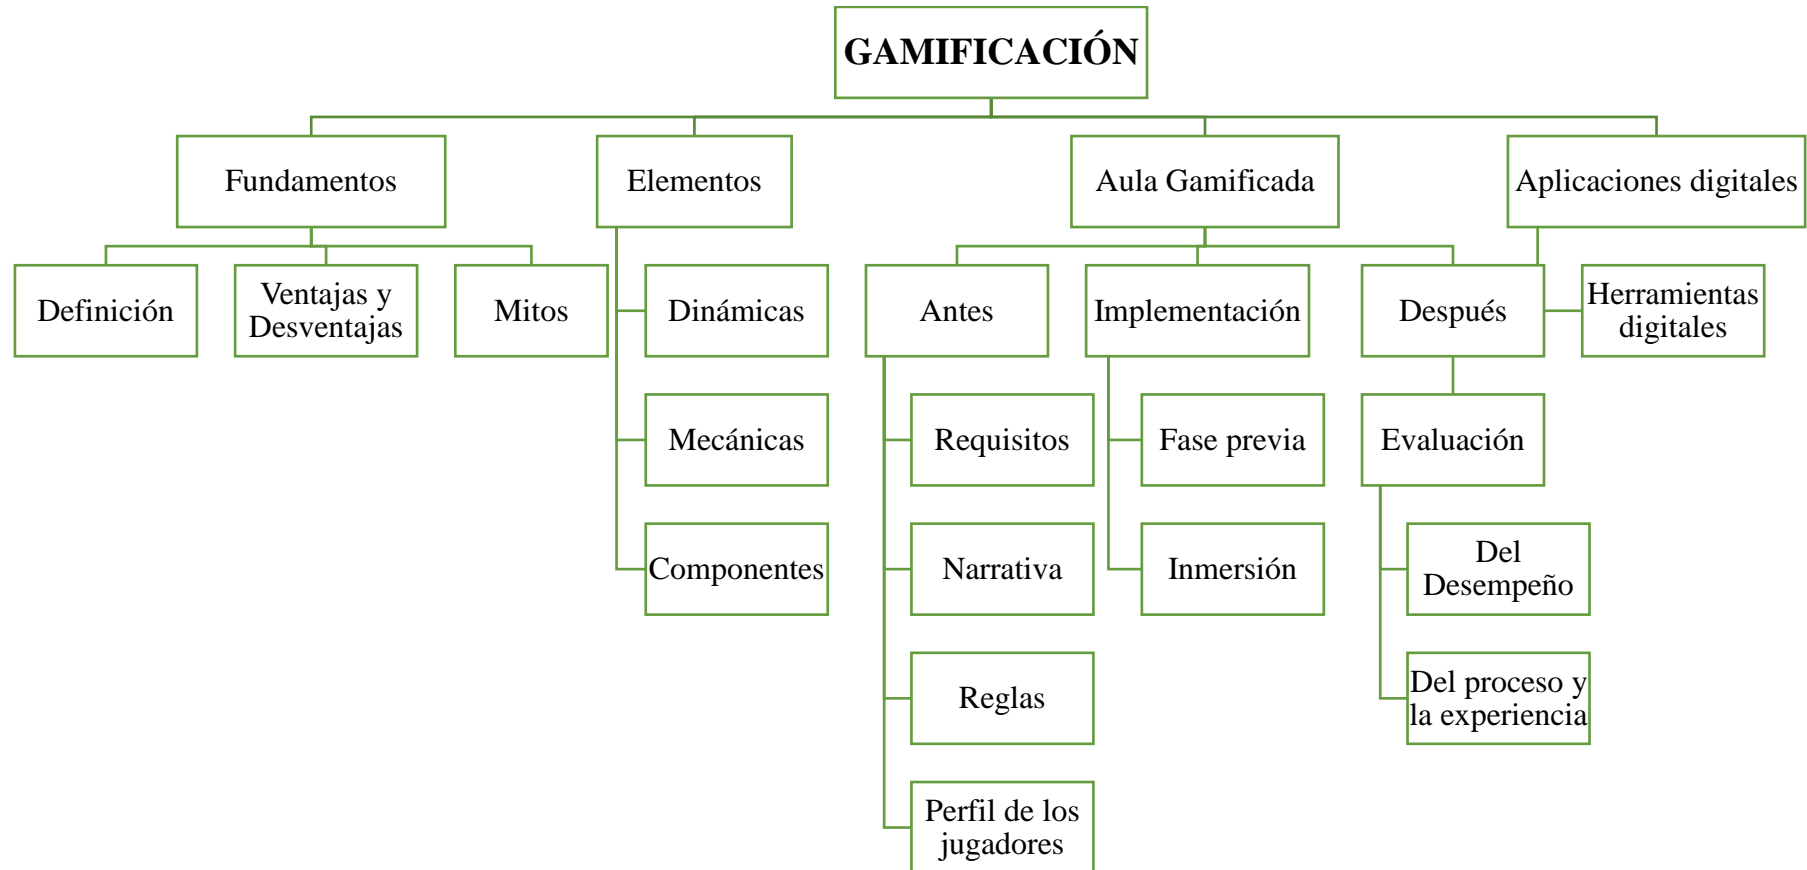 GAMIFICACIÓN
Fundamentos
Elementos
Aula Gamificada
Aplicaciones digitales
Definición
Ventajas y
Desventajas
Mitos
Dinámicas
Antes
Implementación
Después
Herramientas
digitales
Mecánicas
Requisitos
Fase previa
Evaluación
Componentes
Narrativa
Inmersión
Del
Desempeño
Reglas
Del proceso y
la experiencia
Perfil de los
jugadores